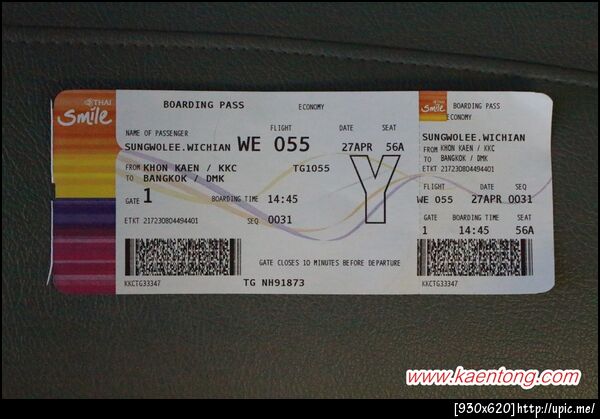 THAI
Smile
BOARDING PASS ECONOMY
NAME OF PASSENGER FLIGHT DATE SEAT
SUNGWOLEE.WICHIAN WE 055 27APR 56A
FROM KHON KAEN / KKC TG1055
TO BANGKOK / DMK
Y
GATE 1 BOARDING TIME 14:45
ETKT 217230804494401 SEQ 0031
GATE CLOSES 10 MINUTES BEFORE DEPARTURE
KKCTG33347 TG NH91873
THAI
Smile
BOARDING PASS
ECONOMY
SUNGWOLEE.WICHIAN
FROM KHON KAEN / KKC
TO BANGKOK / DMK
FLIGHT DATE SEQ
WE 055 27APR 0031
GATE BOARDING TIME SEAT
1 14:45 56A
KKCTG33347
www.kaentong.com
[930x620]http://upic.me/